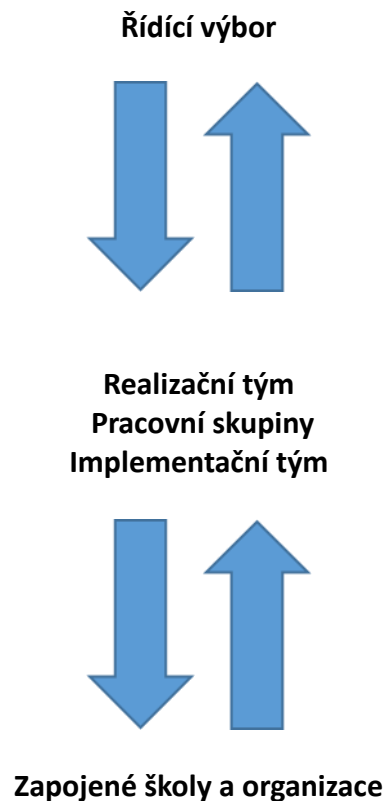 Řídící výbor
Realizační tým
Pracovní skupiny
Implementační tým
Zapojené školy a organizace